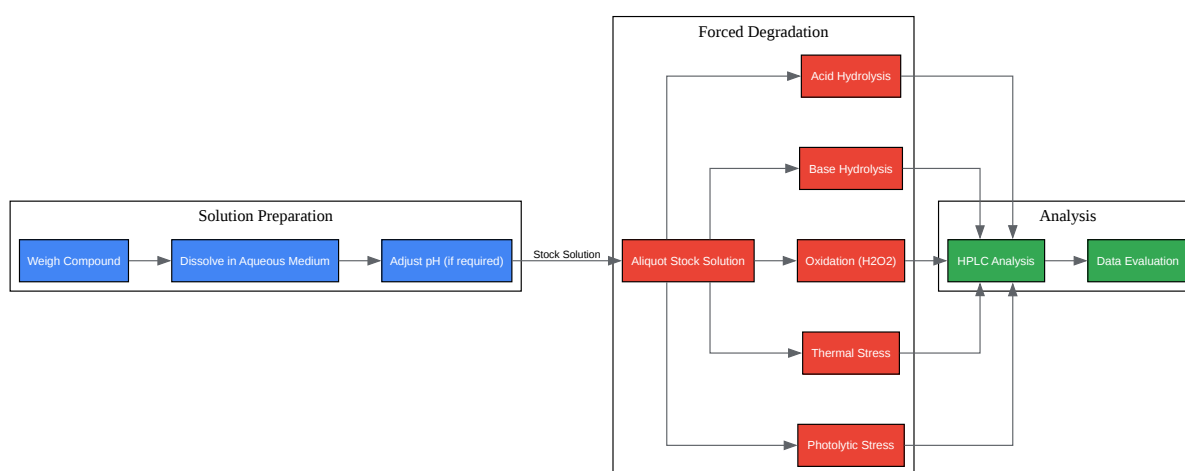 Forced Degradation
Acid Hydrolysis
Base Hydrolysis
Solution Preparation
Analysis
Weigh Compound
Dissolve in Aqueous Medium
Adjust pH (if required)
Stock Solution
Aliquot Stock Solution
Oxidation (H2O2)
HPLC Analysis
Data Evaluation
Thermal Stress
Photolytic Stress